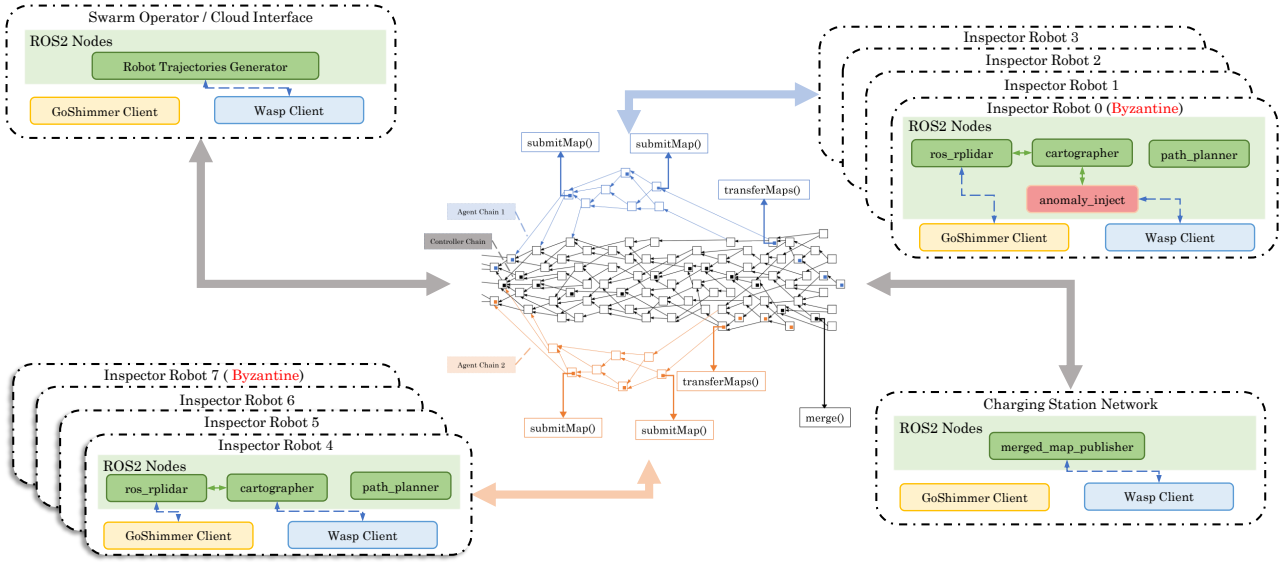 Swarm Operator / Cloud Interface
ROS2 Nodes
Robot Trajectories Generator
GoShimmer Client
Wasp Client
Inspector Robot 3
Inspector Robot 2
Inspector Robot 1
Inspector Robot 0 (Byzantine)
ROS2 Nodes
ros_rplidar
cartographer
path_planner
anomaly_inject
GoShimmer Client
Wasp Client
submitMap()
submitMap()
transferMaps()
Agent Chain 1
Controller Chain
Agent Chain 2
transferMaps()
submitMap()
submitMap()
merge()
Inspector Robot 7 ( Byzantine)
Inspector Robot 6
Inspector Robot 5
Inspector Robot 4
ROS2 Nodes
ros_rplidar
cartographer
path_planner
GoShimmer Client
Wasp Client
Charging Station Network
ROS2 Nodes
merged_map_publisher
GoShimmer Client
Wasp Client